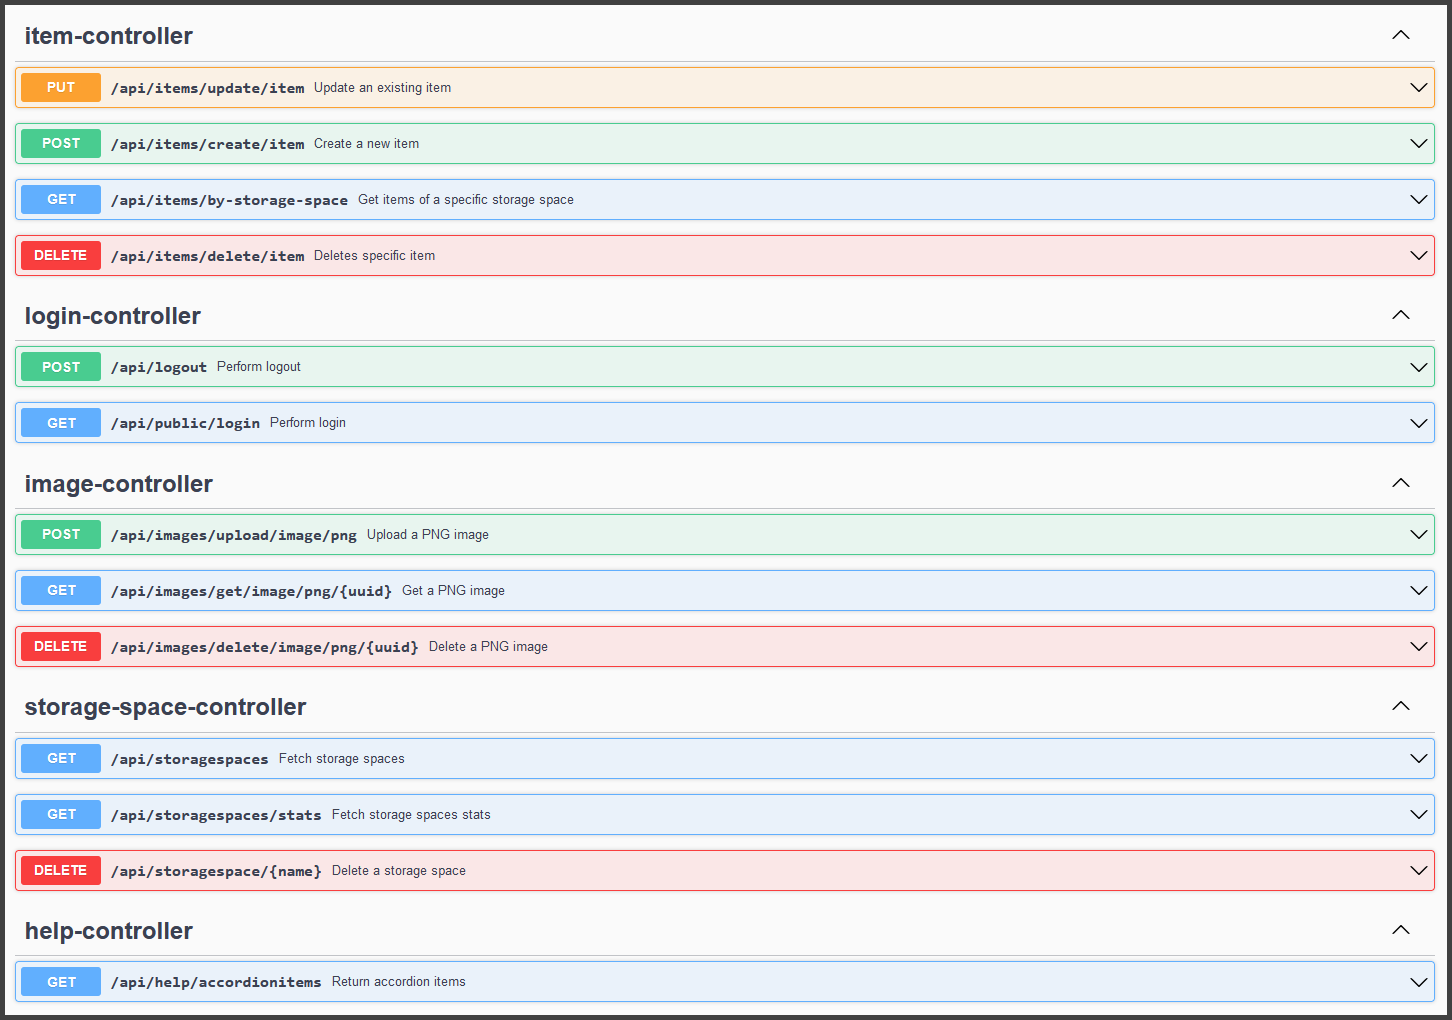 item-controller
PUT /api/items/update/item Update an existing item
POST /api/items/create/item Create a new item
GET /api/items/by-storage-space Get items of a specific storage space
DELETE /api/items/delete/item Deletes specific item
login-controller
POST /api/logout Perform logout
GET /api/public/login Perform login
image-controller
POST /api/images/upload/image/png Upload a PNG image
GET /api/images/get/image/png/{uuid} Get a PNG image
DELETE /api/images/delete/image/png/{uuid} Delete a PNG image
storage-space-controller
GET /api/storagespaces Fetch storage spaces
GET /api/storagespaces/stats Fetch storage spaces stats
DELETE /api/storagespace/{name} Delete a storage space
help-controller
GET /api/help/accordionitems Return accordion items